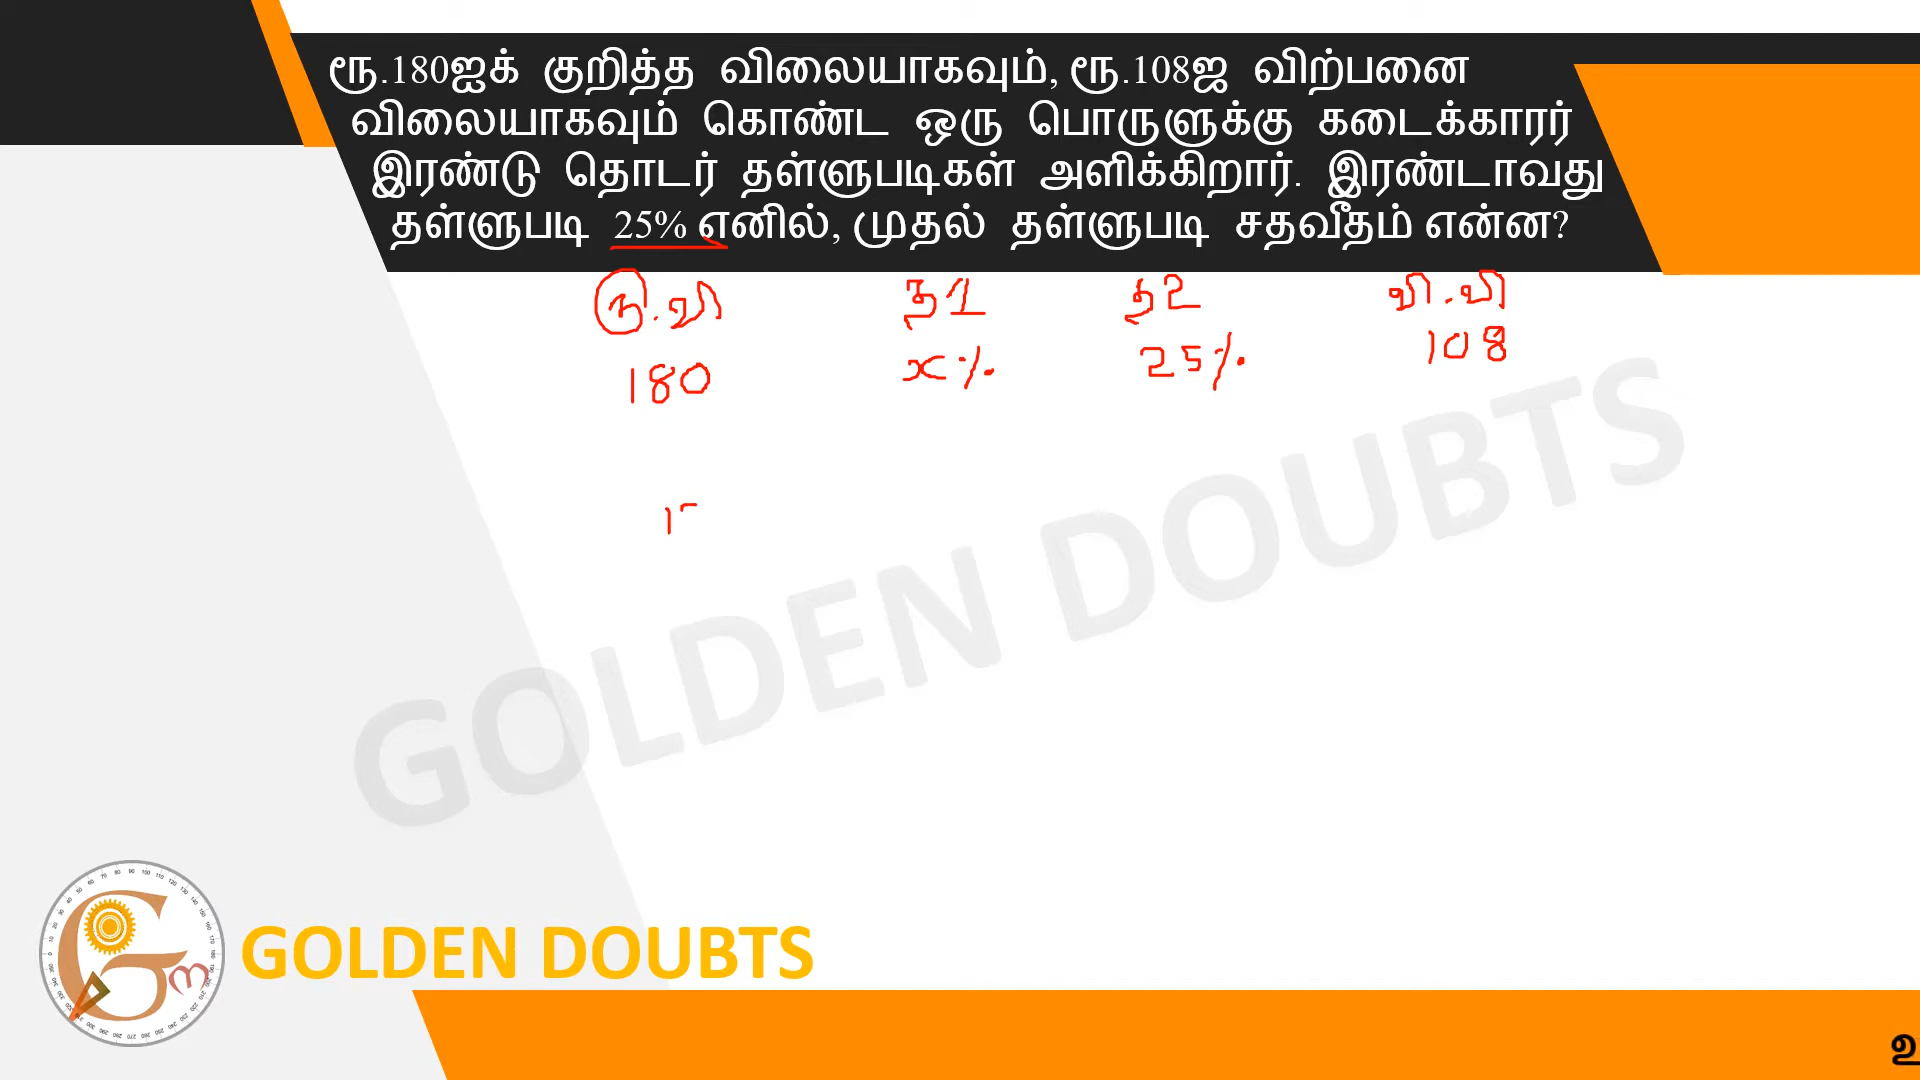 ரூ.180ஐக் குறித்த விலையாகவும், ரூ.108ஜ விற்பனை
விலையாகவும் கொண்ட ஒரு பொருளுக்கு கடைக்காரர்
இரண்டு தொடர் தள்ளுபடிகள் அளிக்கிறார். இரண்டாவது
தள்ளுபடி 25% எனில், முதல் தள்ளுபடி சதவீதம் என்ன?
கு.வி த1 த2 வி.வி
180 x% 25% 108
GOLDEN DOUBTS
GOLDEN DOUBTS
உ